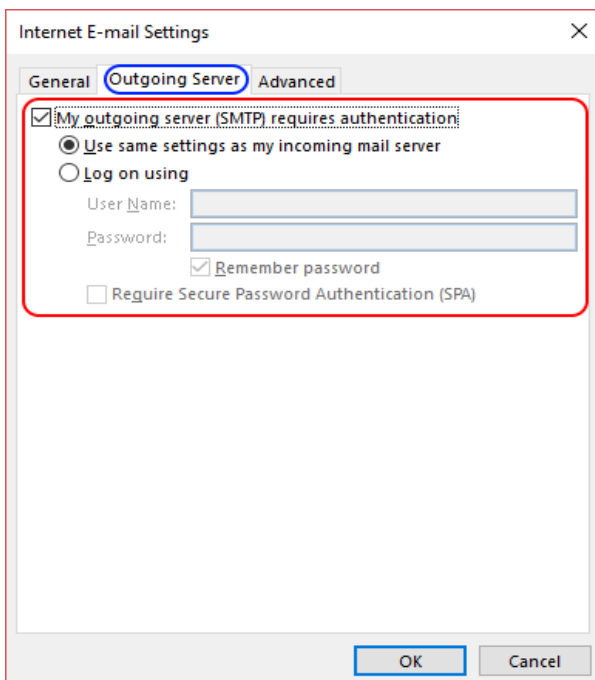 Internet E-mail Settings
General Outgoing Server Advanced
My outgoing server (SMTP) requires authentication
Use same settings as my incoming mail server
Log on using
User Name:
Password:
Remember password
Require Secure Password Authentication (SPA)
OK Cancel